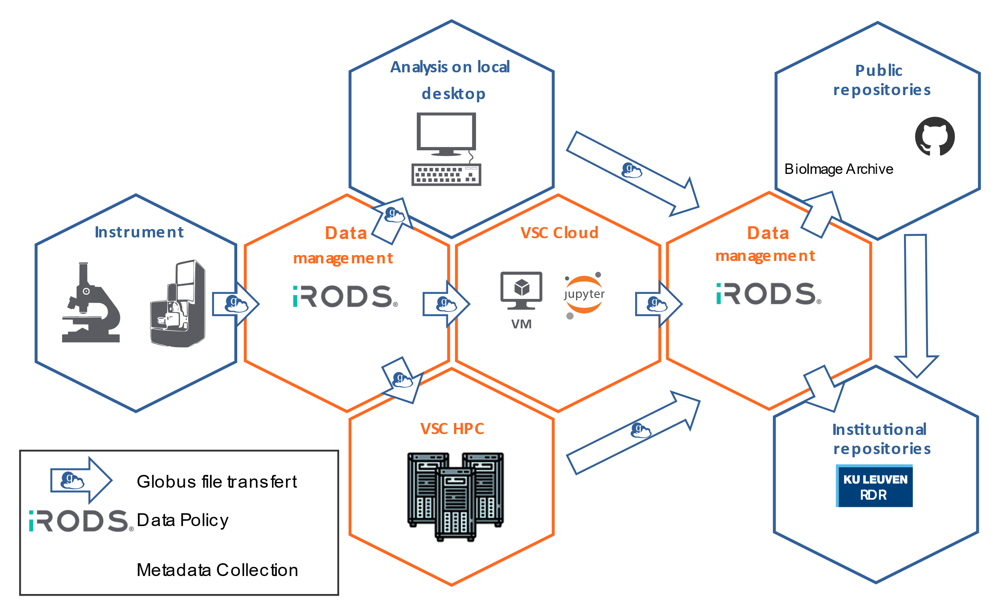 Analysis on local
desktop
Public
repositories
BioImage Archive
Instrument
Data
management
iRODS®
VSC Cloud
VM
jupyter
Data
management
iRODS®
g
g
g
g
g
g
g
VSC HPC
Institutional
repositories
KU LEUVEN
RDR
g
Globus file transfert
iRODS®
Data Policy
Metadata Collection